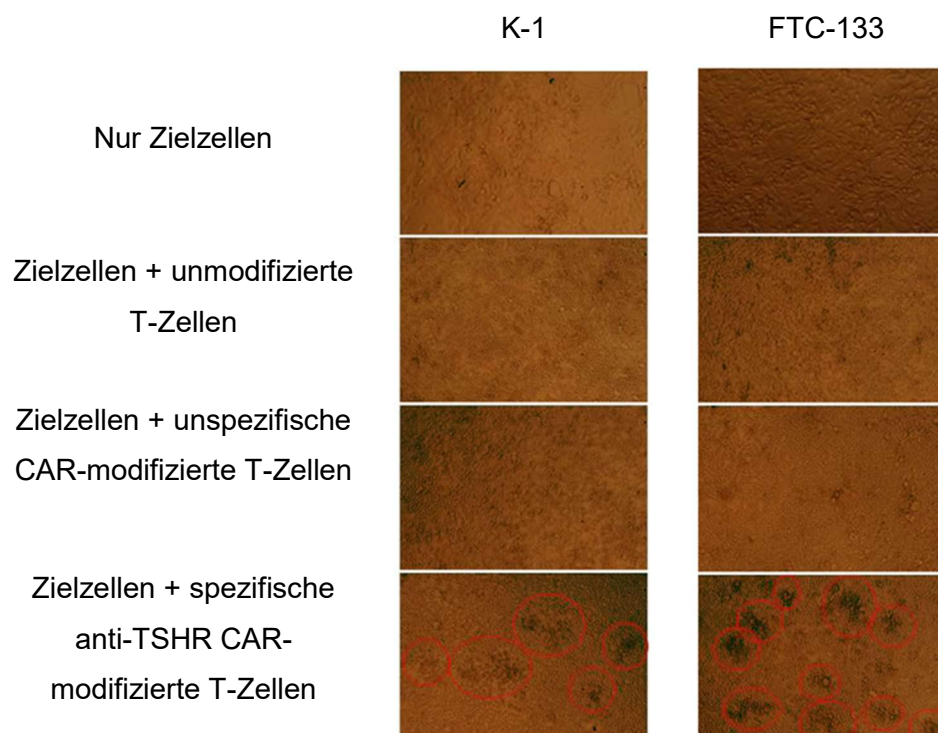 K-1 FTC-133
Nur Zielzellen
Zielzellen + unmodifizierte
T-Zellen
Zielzellen + unspezifische
CAR-modifizierte T-Zellen
Zielzellen + spezifische
anti-TSHR CAR-
modifizierte T-Zellen